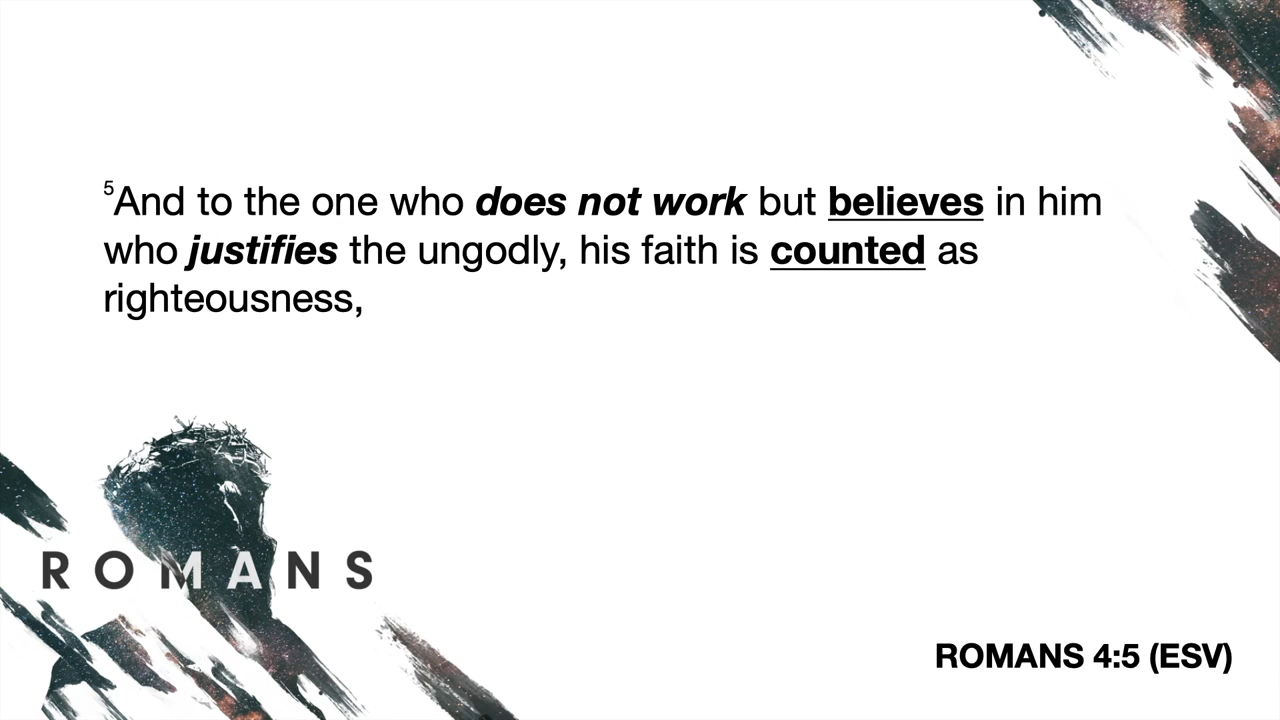 5And to the one who does not work but believes in him
who justifies the ungodly, his faith is counted as
righteousness,
ROMANS
ROMANS 4:5 (ESV)